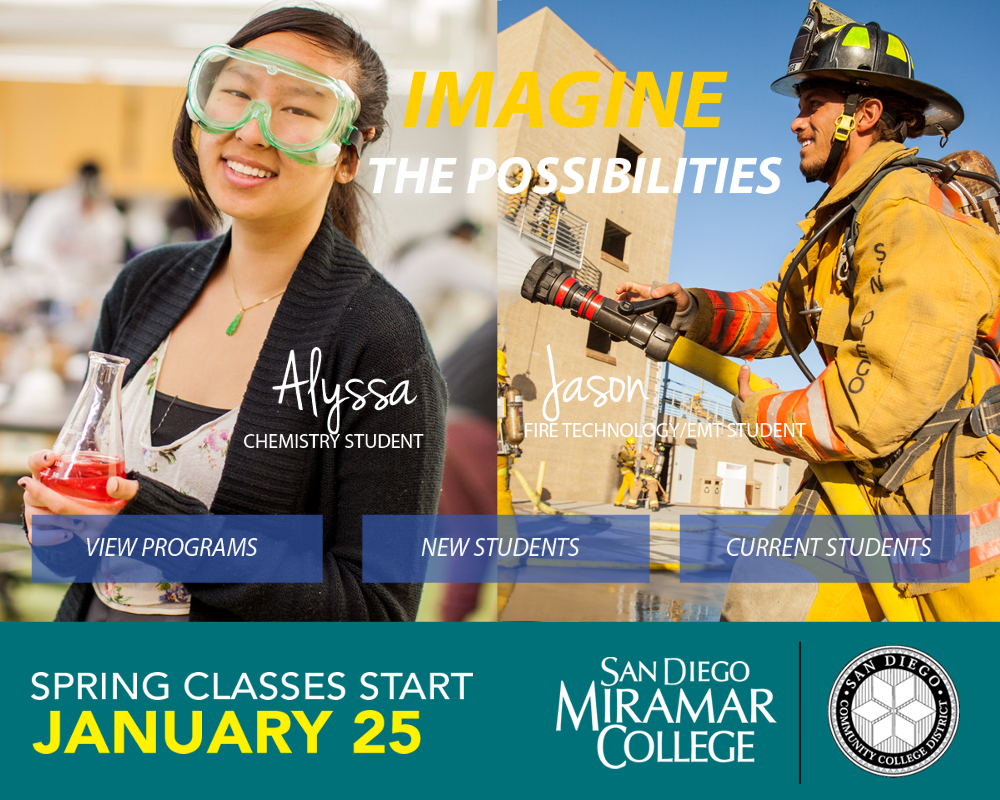 IMAGINE
THE POSSIBILITIES
Alyssa
CHEMISTRY STUDENT
Jason
FIRE TECHNOLOGY/EMT STUDENT
VIEW PROGRAMS
NEW STUDENTS
CURRENT STUDENTS
SPRING CLASSES START
JANUARY 25
SAN DIEGO
MIRAMAR
COLLEGE
SAN DIEGO
COMMUNITY COLLEGE DISTRICT